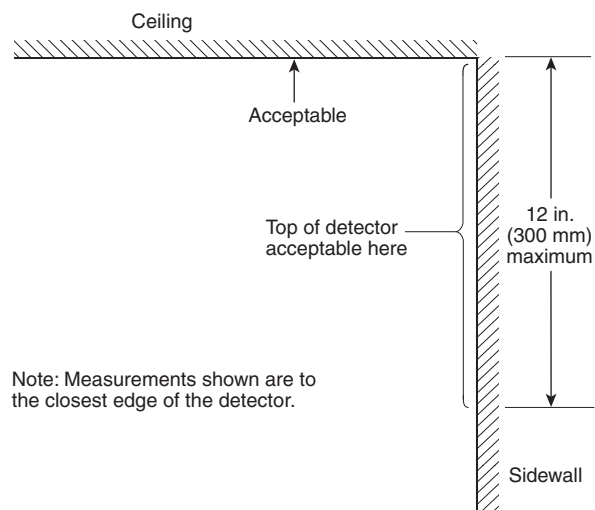 Ceiling
Acceptable
Top of detector
acceptable here
12 in.
(300 mm)
maximum
Note: Measurements shown are to
the closest edge of the detector.
Sidewall